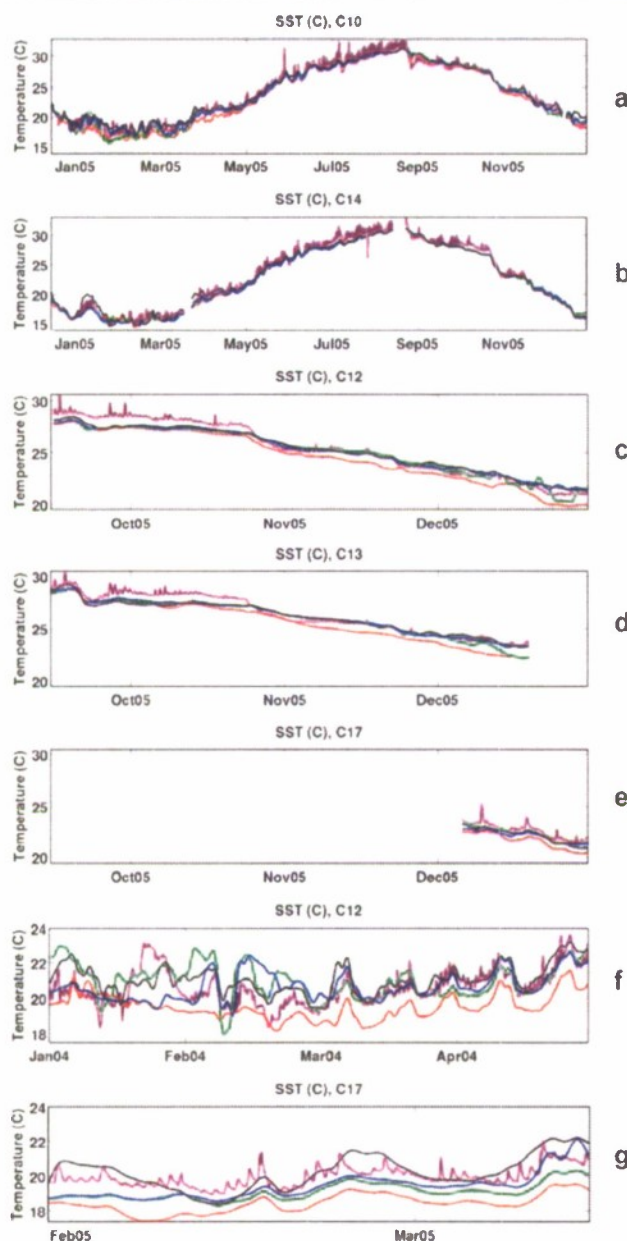 SST (C), C10
Temperature (C)
30
25
20
15
Jan05 Mar05 May05 Jul05 Sep05 Nov05
a
SST (C), C14
Temperature (C)
30
25
20
15
Jan05 Mar05 May05 Jul05 Sep05 Nov05
b
SST (C), C12
Temperature (C)
30
25
20
Oct05 Nov05 Dec05
c
SST (C), C13
Temperature (C)
30
25
20
Oct05 Nov05 Dec05
d
SST (C), C17
Temperature (C)
30
25
20
Oct05 Nov05 Dec05
e
SST (C), C12
Temperature (C)
24
22
20
18
Jan04 Feb04 Mar04 Apr04
f
SST (C), C17
Temperature (C)
24
22
20
18
Feb05 Mar05
g